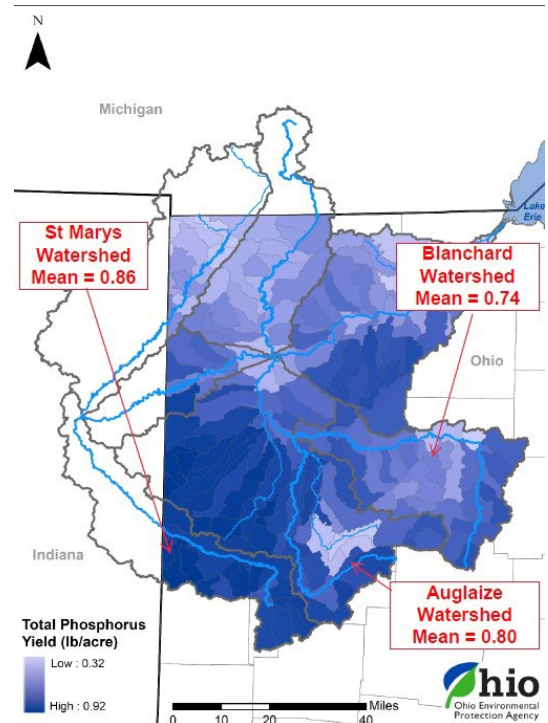 N
Michigan
Lake
Erie
St Marys
Watershed
Mean = 0.86
Blanchard
Watershed
Mean = 0.74
Ohio
Indiana
Auglaize
Watershed
Mean = 0.80
Total Phosphorus
Yield (lb/acre)
Low : 0.32
High : 0.92
Miles
0 10 20 40
Ohio
Ohio Environmental
Protection Agency